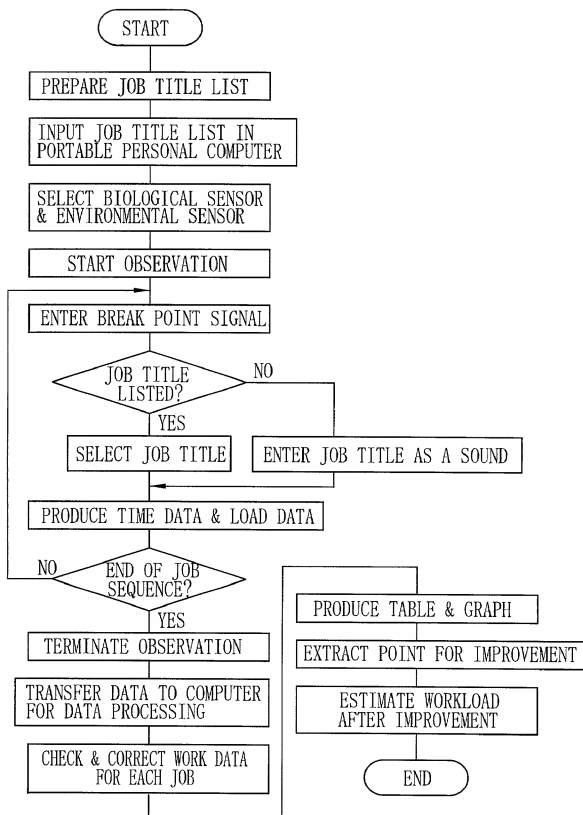 START
PREPARE JOB TITLE LIST
INPUT JOB TITLE LIST IN
PORTABLE PERSONAL COMPUTER
SELECT BIOLOGICAL SENSOR
& ENVIRONMENTAL SENSOR
START OBSERVATION
ENTER BREAK POINT SIGNAL
JOB TITLE
LISTED?
NO
YES
SELECT JOB TITLE
ENTER JOB TITLE AS A SOUND
PRODUCE TIME DATA & LOAD DATA
NO
END OF JOB
SEQUENCE?
YES
TERMINATE OBSERVATION
TRANSFER DATA TO COMPUTER
FOR DATA PROCESSING
CHECK & CORRECT WORK DATA
FOR EACH JOB
PRODUCE TABLE & GRAPH
EXTRACT POINT FOR IMPROVEMENT
ESTIMATE WORKLOAD
AFTER IMPROVEMENT
END